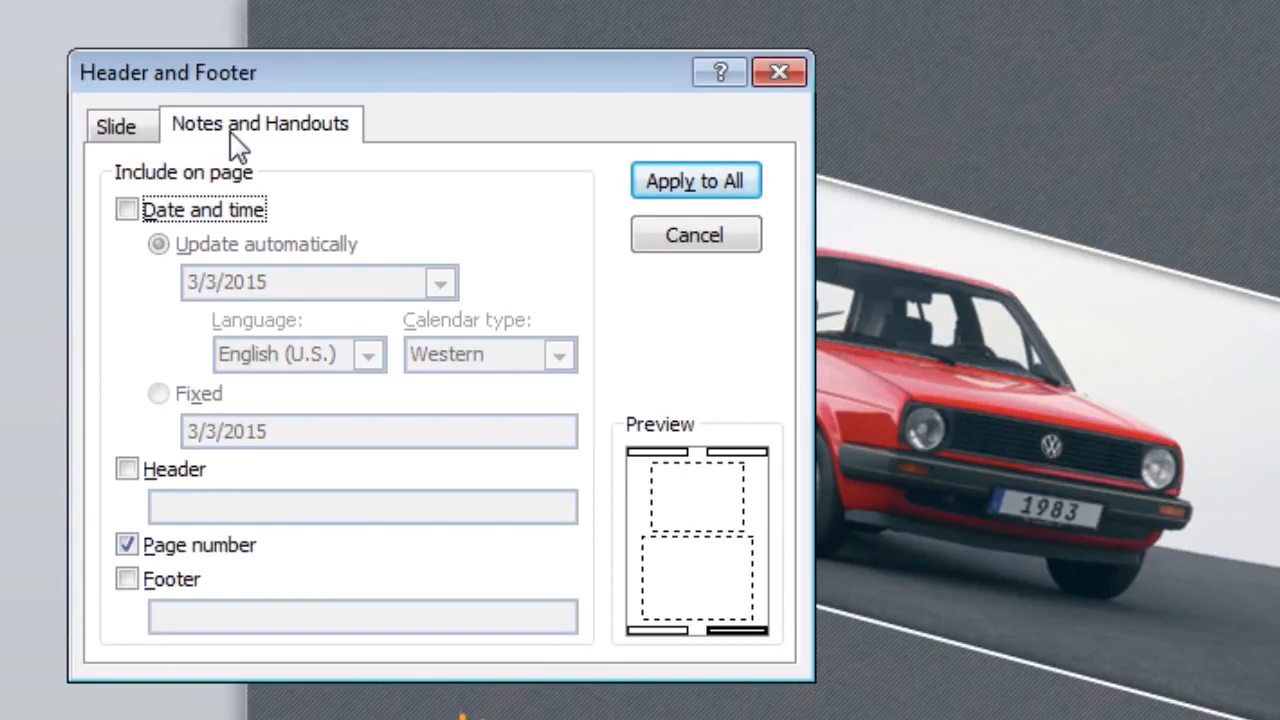 Header and Footer
Slide
Notes and Handouts
Include on page
Date and time
Update automatically
3/3/2015
Language:
Calendar type:
English (U.S.)
Western
Fixed
3/3/2015
Header
Page number
Footer
Apply to All
Cancel
Preview
1983